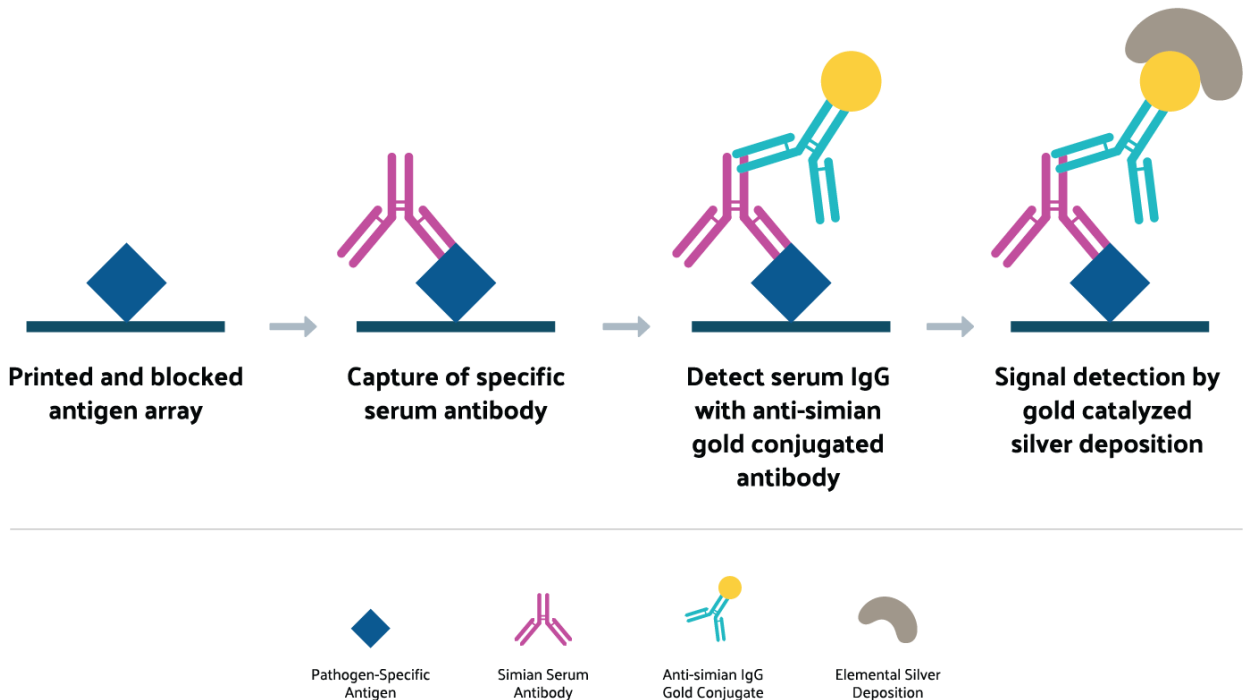 Printed and blocked
antigen array
Capture of specific
serum antibody
Detect serum IgG
with anti-simian
gold conjugated
antibody
Signal detection by
gold catalyzed
silver deposition
Pathogen-Specific
Antigen
Simian Serum
Antibody
Anti-simian IgG
Gold Conjugate
Elemental Silver
Deposition